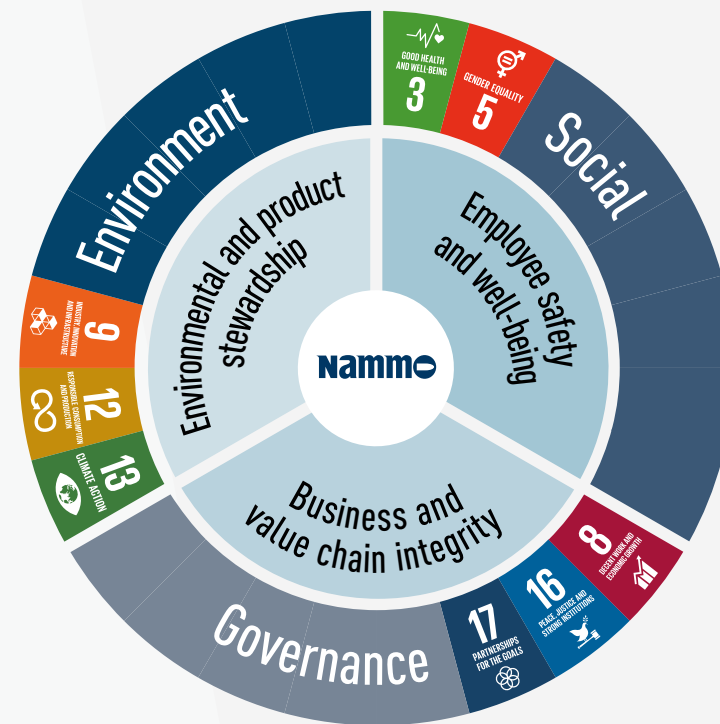 Environment
GOOD HEALTH
AND WELL-BEING
3
GENDER EQUALITY
5
Social
Environmental and product
stewardship
Employee safety
and well-being
Nammo
9
INDUSTRY, INNOVATION
AND INFRASTRUCTURE
12
RESPONSIBLE CONSUMPTION
AND PRODUCTION
13
CLIMATE ACTION
Business and
value chain integrity
8
DECENT WORK AND
ECONOMIC GROWTH
16
PEACE, JUSTICE AND
STRONG INSTITUTIONS
17
PARTNERSHIPS
FOR THE GOALS
Governance